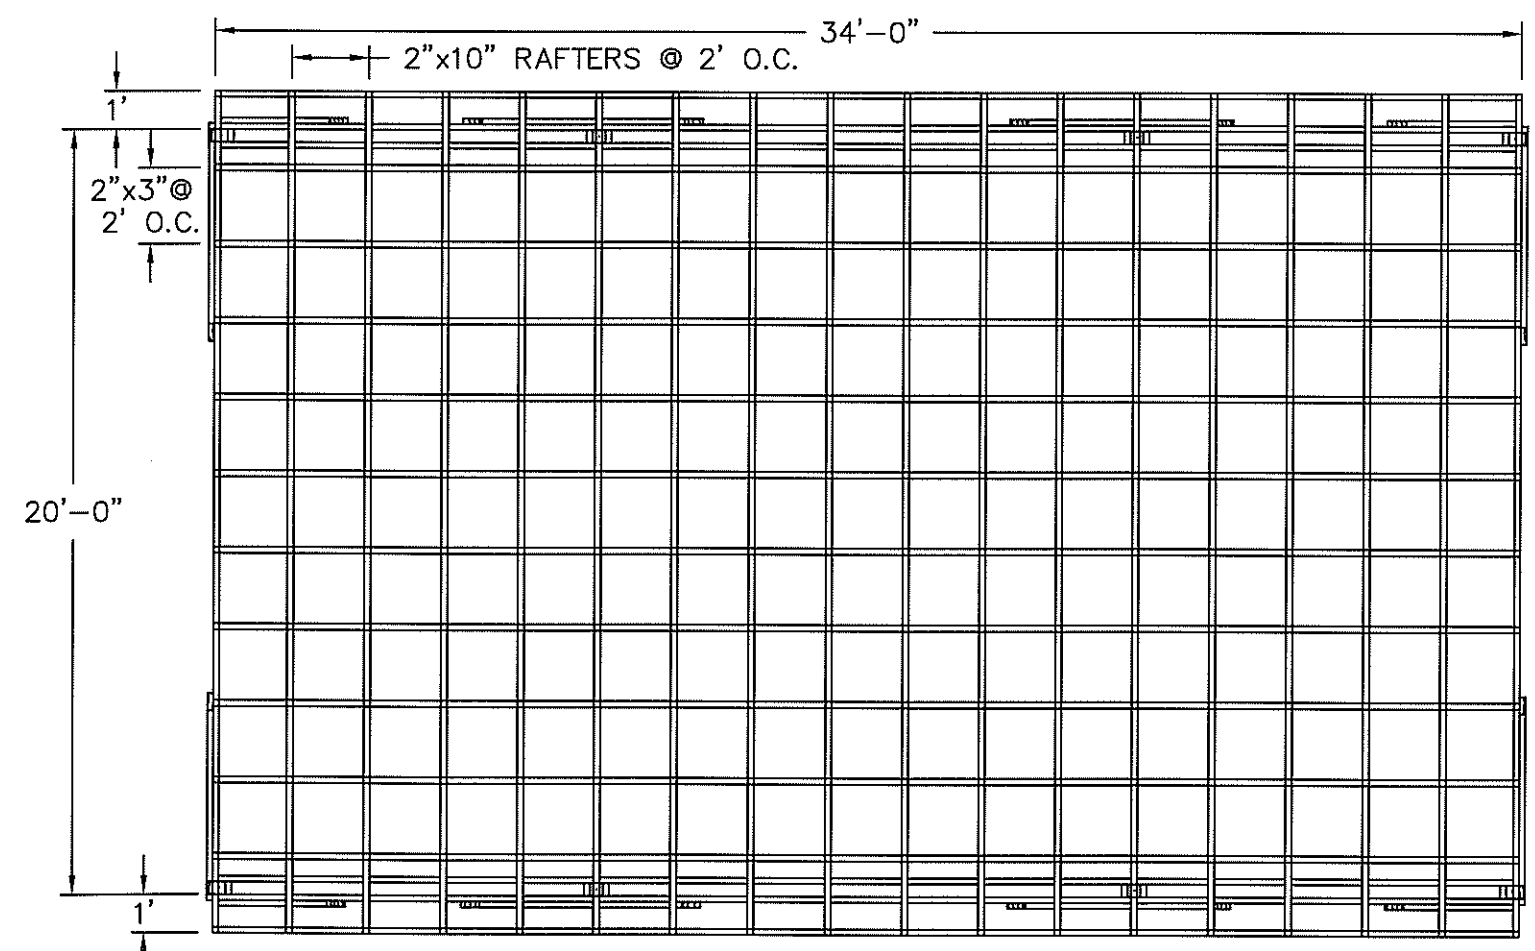 34'-0"
2"x10" RAFTERS @ 2' O.C.
1'
2"x3"@
2' O.C.
20'-0"
1'